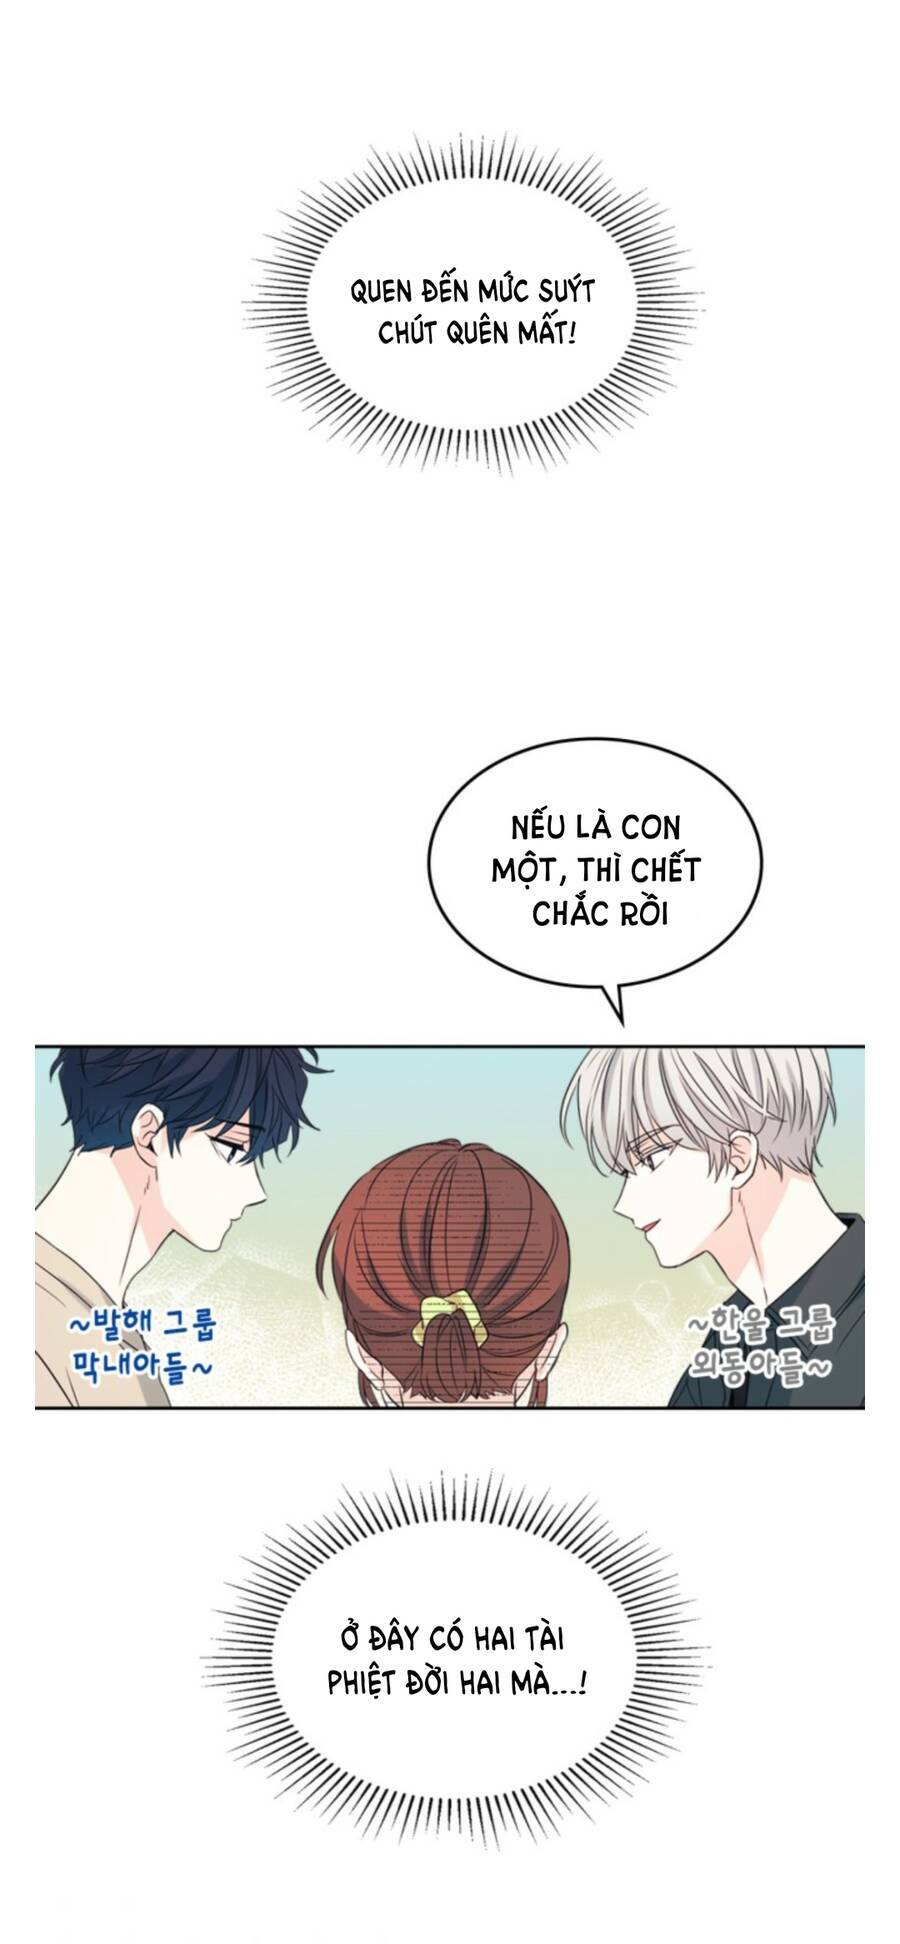 QUEN ĐẾN MỨC SUÝT
CHÚT QUÊN MẤT!
NẾU LÀ CON
MỘT, THÌ CHẾT
CHẮC RỒI
~발해 그룹
막내아들~
~한울 그룹
외동아들~
Ở ĐÂY CÓ HAI TÀI
PHIỆT ĐỜI HAI MÀ...!